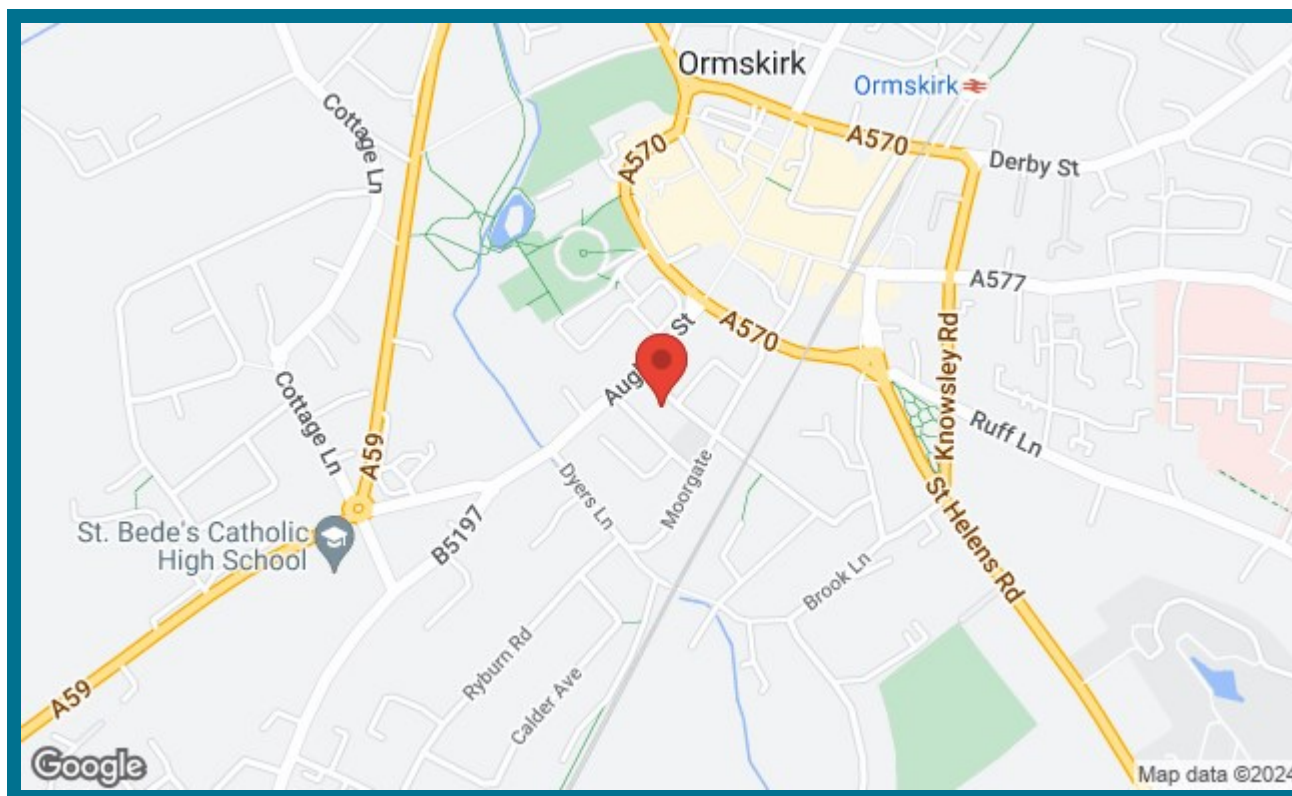 Ormskirk
Ormskirk
Cottage Ln
A570
A570
Derby St
A577
A570
St
Knowsley Rd
Ruff Ln
Cottage Ln
A59
Dyers Ln
Moorgate
St. Bede's Catholic
High School
B5197
St Helens Rd
Brook Ln
Ryburn Rd
Calder Ave
A59
Google
Map data ©2024